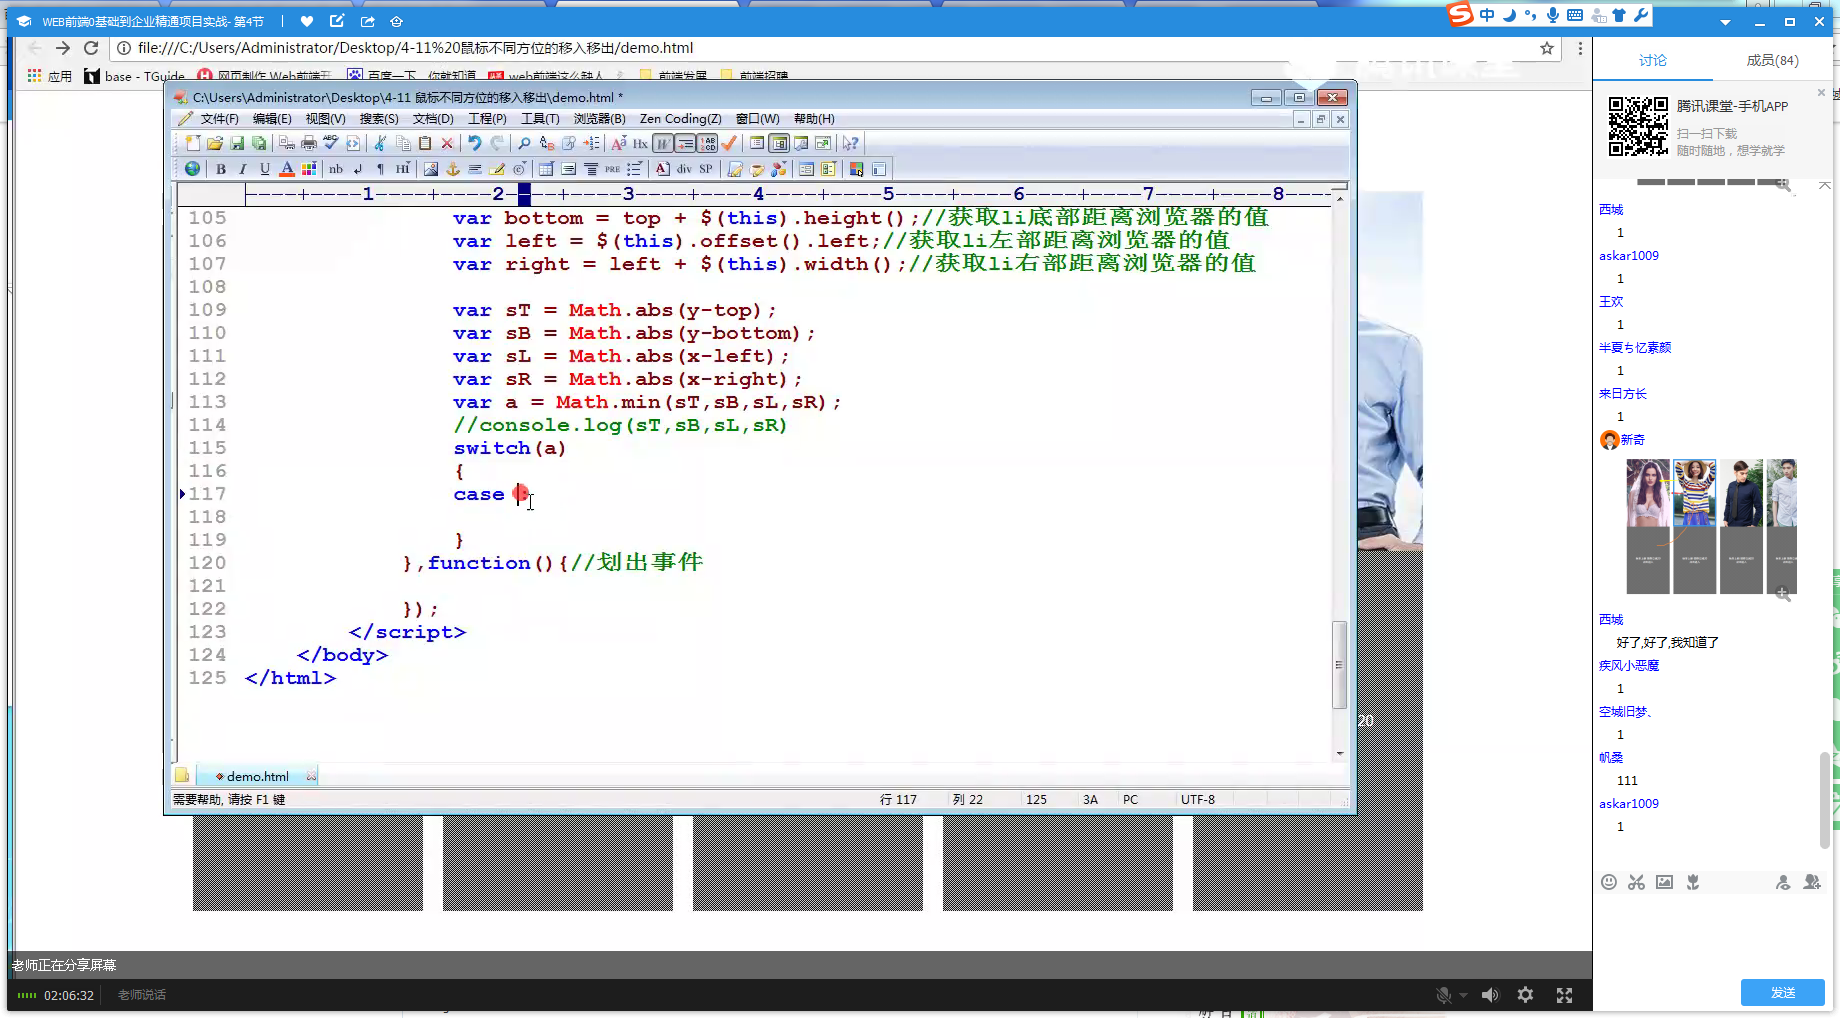 WEB前端0基础到企业精通项目实战- 第4节
file:///C:/Users/Administrator/Desktop/4-11%20鼠标不同方位的移入移出/demo.html
应用 base - TGuide 网页制作 Web前端开 百度一下，你就知道 web前端这么缺人 前端发展 前端招聘
C:\Users\Administrator\Desktop\4-11 鼠标不同方位的移入移出\demo.html *
文件(F) 编辑(E) 视图(V) 搜索(S) 文档(D) 工程(P) 工具(T) 浏览器(B) Zen Coding(Z) 窗口(W) 帮助(H)
----+----1----+----2----+----3----+----4----+----5----+----6----+----7----+----8----
105 var bottom = top + $(this).height();//获取li底部距离浏览器的值
106 var left = $(this).offset().left;//获取li左部距离浏览器的值
107 var right = left + $(this).width();//获取li右部距离浏览器的值
108
109 var sT = Math.abs(y-top);
110 var sB = Math.abs(y-bottom);
111 var sL = Math.abs(x-left);
112 var sR = Math.abs(x-right);
113 var a = Math.min(sT,sB,sL,sR);
114 //console.log(sT,sB,sL,sR)
115 switch(a)
116 {
117 case
118
119 }
120 },function(){//划出事件
121
122 });
123 </script>
124 </body>
125 </html>
demo.html
需要帮助, 请按 F1 键
行 117 列 22 125 3A PC UTF-8
20
老师正在分享屏幕
02:06:32 老师说话
中
讨论 成员(84)
腾讯课堂-手机APP
扫一扫下载
随时随地，想学就学
西城
1
askar1009
1
王欢
1
半夏ち忆素颜
1
来日方长
1
新奇
西城
好了,好了,我知道了
疾风小恶魔
1
空城旧梦、
1
帆桑
111
askar1009
1
发送